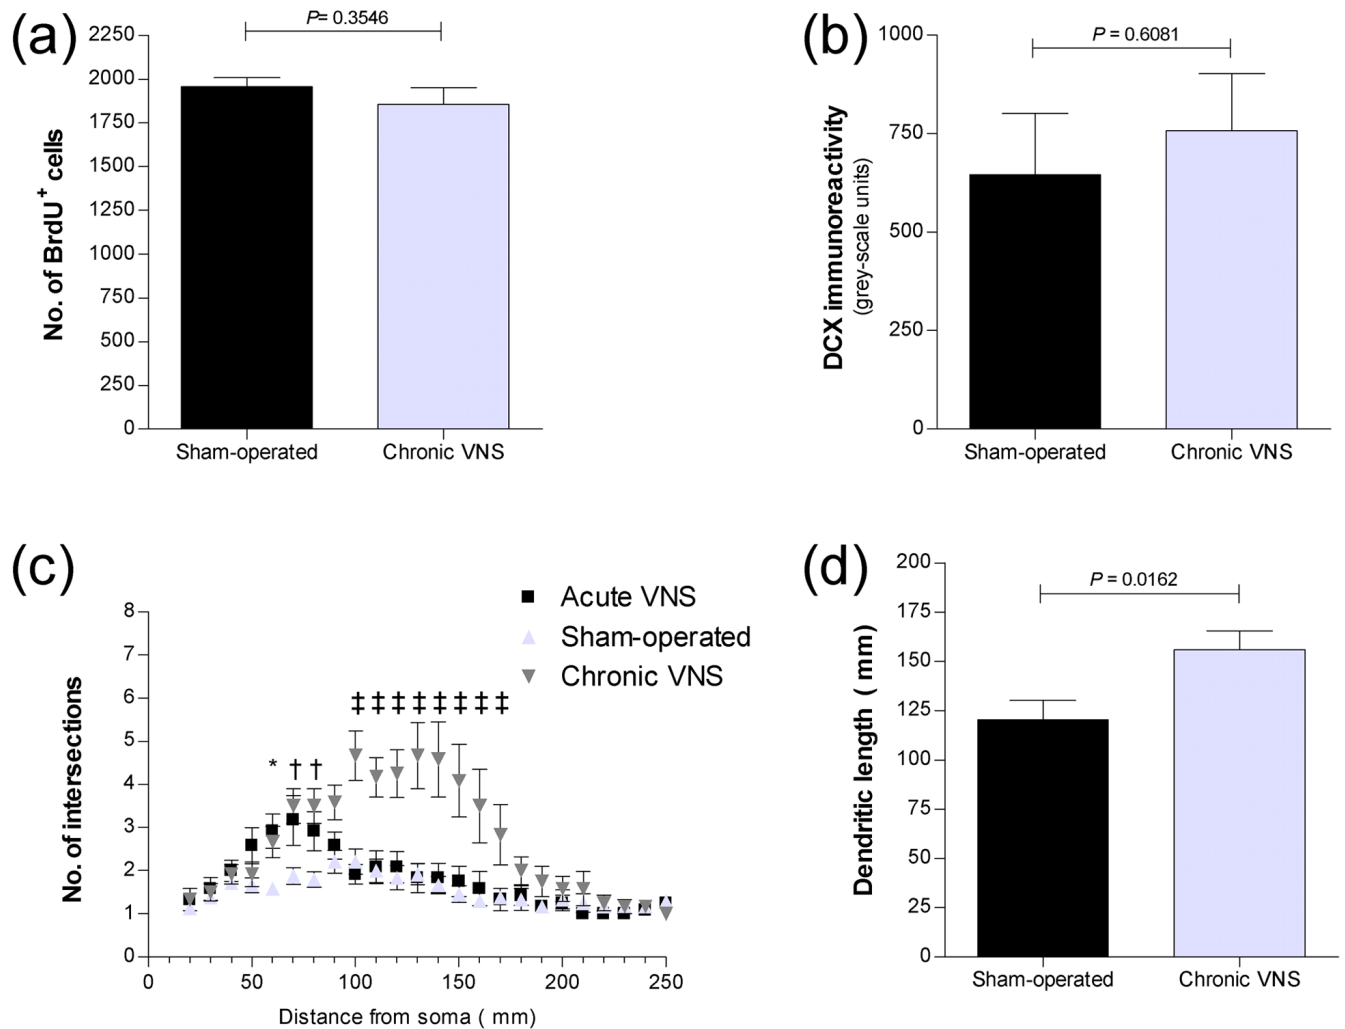 (a)
P= 0.3546
2250
2000
1750
1500
1250
1000
750
500
250
0
No. of BrdU+ cells
Sham-operated
Chronic VNS
(b)
P = 0.6081
1000
750
500
250
0
DCX immunoreactivity
(grey-scale units)
Sham-operated
Chronic VNS
(c)
Acute VNS
Sham-operated
Chronic VNS
8
7
6
5
4
3
2
1
0
No. of intersections
‡ ‡ ‡ ‡ ‡ ‡ ‡ ‡
* † †
0 50 100 150 200 250
Distance from soma ( mm)
(d)
P = 0.0162
200
175
150
125
100
75
50
25
0
Dendritic length ( mm)
Sham-operated
Chronic VNS